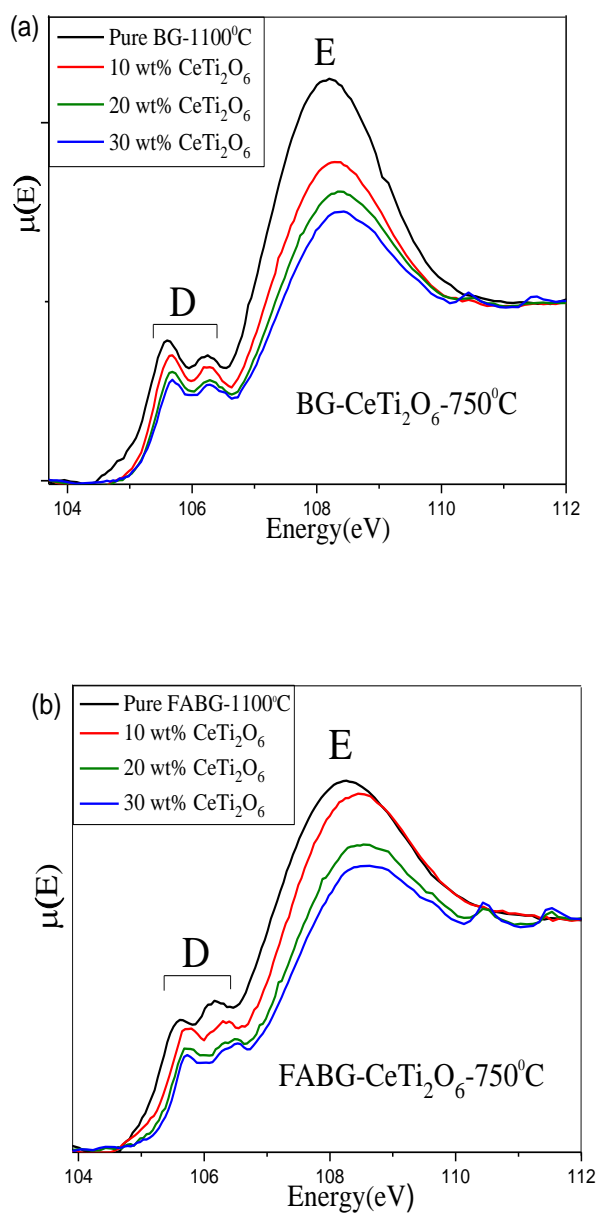 (a)
Pure BG-1100⁰C
10 wt% CeTi₂O₆
20 wt% CeTi₂O₆
30 wt% CeTi₂O₆
E
D
μ(E)
BG-CeTi₂O₆-750⁰C
104 106 108 110 112
Energy(eV)
(b)
Pure FABG-1100⁰C
10 wt% CeTi₂O₆
20 wt% CeTi₂O₆
30 wt% CeTi₂O₆
E
D
μ(E)
FABG-CeTi₂O₆-750⁰C
104 106 108 110 112
Energy(eV)